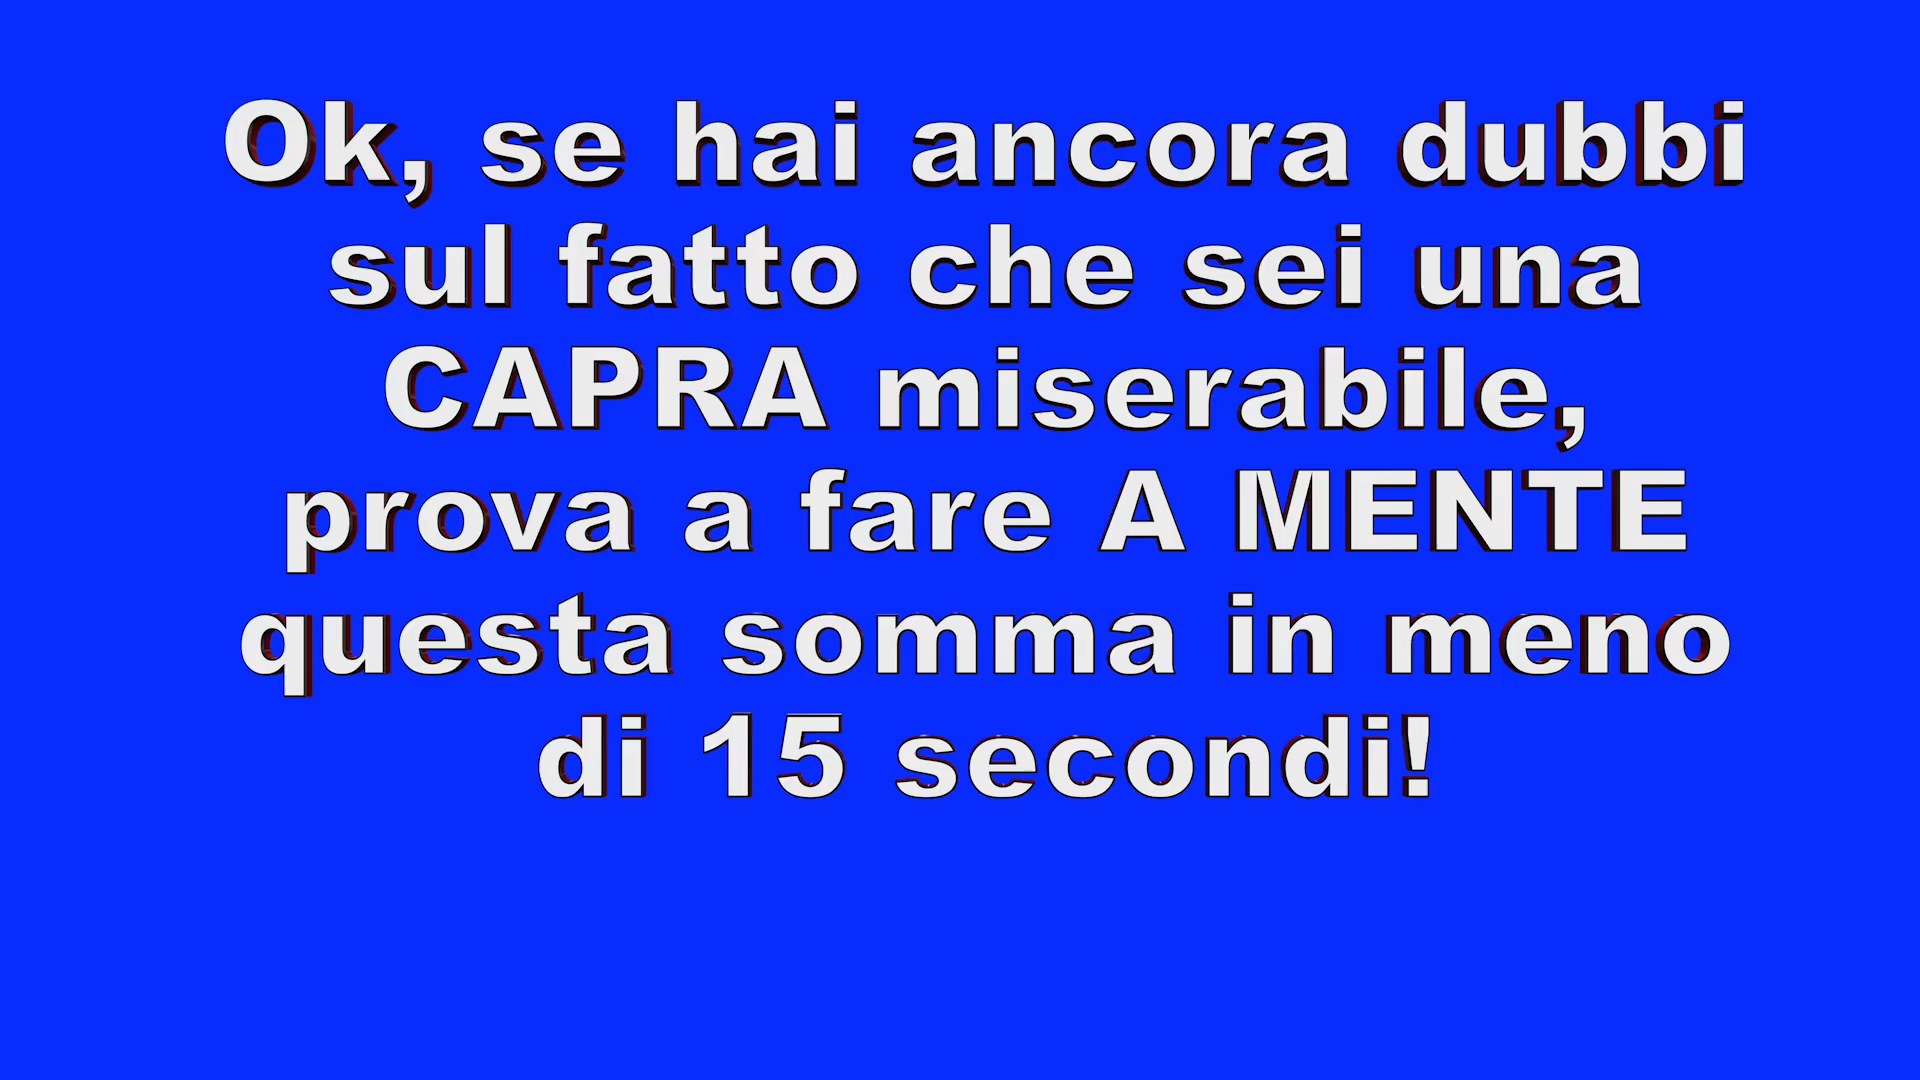 Ok, se hai ancora dubbi
sul fatto che sei una
CAPRA miserabile,
prova a fare A MENTE
questa somma in meno
di 15 secondi!